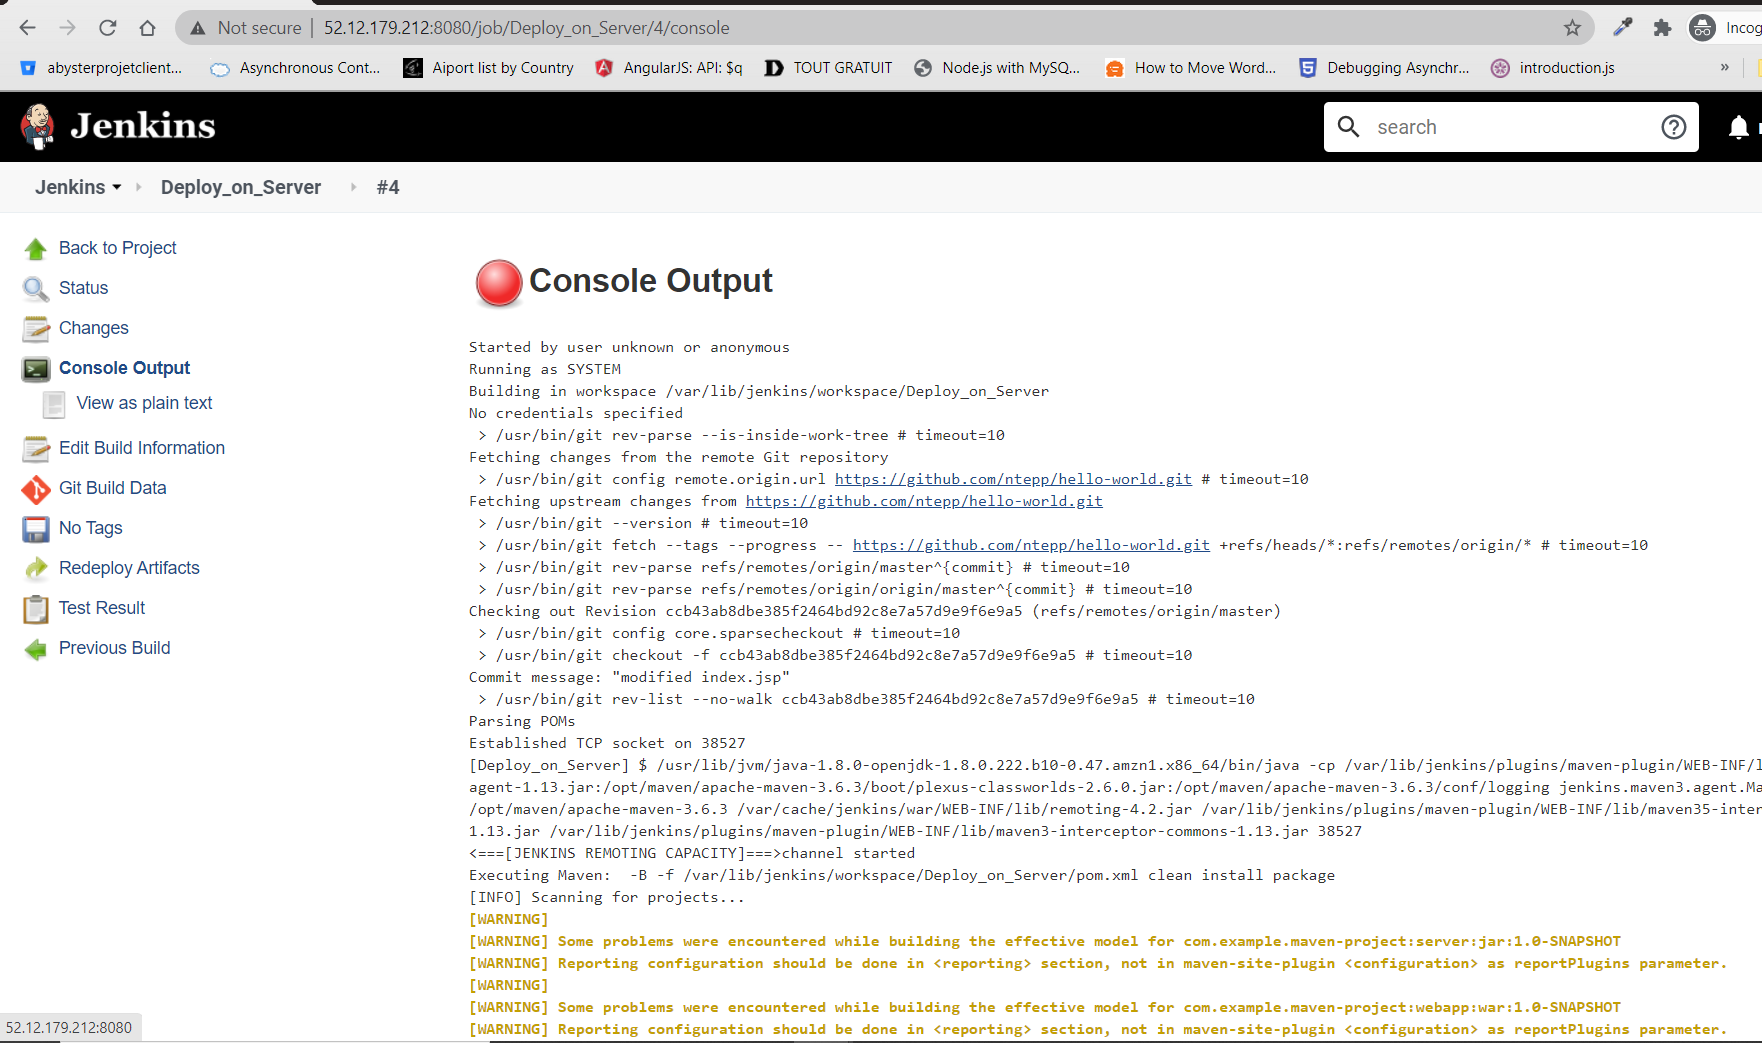 Not secure | 52.12.179.212:8080/job/Deploy_on_Server/4/console
Incog
abysterprojetclient... Asynchronous Cont... Aiport list by Country AngularJS: API: $q TOUT GRATUIT Node.js with MySQ... How to Move Word... Debugging Asynchr... introduction.js »
Jenkins
search
Jenkins Deploy_on_Server #4
Back to Project
Status
Changes
Console Output
View as plain text
Edit Build Information
Git Build Data
No Tags
Redeploy Artifacts
Test Result
Previous Build
Console Output
Started by user unknown or anonymous
Running as SYSTEM
Building in workspace /var/lib/jenkins/workspace/Deploy_on_Server
No credentials specified
> /usr/bin/git rev-parse --is-inside-work-tree # timeout=10
Fetching changes from the remote Git repository
> /usr/bin/git config remote.origin.url https://github.com/ntepp/hello-world.git # timeout=10
Fetching upstream changes from https://github.com/ntepp/hello-world.git
> /usr/bin/git --version # timeout=10
> /usr/bin/git fetch --tags --progress -- https://github.com/ntepp/hello-world.git +refs/heads/*:refs/remotes/origin/* # timeout=10
> /usr/bin/git rev-parse refs/remotes/origin/master^{commit} # timeout=10
> /usr/bin/git rev-parse refs/remotes/origin/origin/master^{commit} # timeout=10
Checking out Revision ccb43ab8dbe385f2464bd92c8e7a57d9e9f6e9a5 (refs/remotes/origin/master)
> /usr/bin/git config core.sparsecheckout # timeout=10
> /usr/bin/git checkout -f ccb43ab8dbe385f2464bd92c8e7a57d9e9f6e9a5 # timeout=10
Commit message: "modified index.jsp"
> /usr/bin/git rev-list --no-walk ccb43ab8dbe385f2464bd92c8e7a57d9e9f6e9a5 # timeout=10
Parsing POMs
Established TCP socket on 38527
[Deploy_on_Server] $ /usr/lib/jvm/java-1.8.0-openjdk-1.8.0.222.b10-0.47.amzn1.x86_64/bin/java -cp /var/lib/jenkins/plugins/maven-plugin/WEB-INF/l
agent-1.13.jar:/opt/maven/apache-maven-3.6.3/boot/plexus-classworlds-2.6.0.jar:/opt/maven/apache-maven-3.6.3/conf/logging jenkins.maven3.agent.Ma
/opt/maven/apache-maven-3.6.3 /var/cache/jenkins/war/WEB-INF/lib/remoting-4.2.jar /var/lib/jenkins/plugins/maven-plugin/WEB-INF/lib/maven35-inter
1.13.jar /var/lib/jenkins/plugins/maven-plugin/WEB-INF/lib/maven3-interceptor-commons-1.13.jar 38527
<===[JENKINS REMOTING CAPACITY]===>channel started
Executing Maven:  -B -f /var/lib/jenkins/workspace/Deploy_on_Server/pom.xml clean install package
[INFO] Scanning for projects...
[WARNING]
[WARNING] Some problems were encountered while building the effective model for com.example.maven-project:server:jar:1.0-SNAPSHOT
[WARNING] Reporting configuration should be done in <reporting> section, not in maven-site-plugin <configuration> as reportPlugins parameter.
[WARNING]
[WARNING] Some problems were encountered while building the effective model for com.example.maven-project:webapp:war:1.0-SNAPSHOT
[WARNING] Reporting configuration should be done in <reporting> section, not in maven-site-plugin <configuration> as reportPlugins parameter.
52.12.179.212:8080